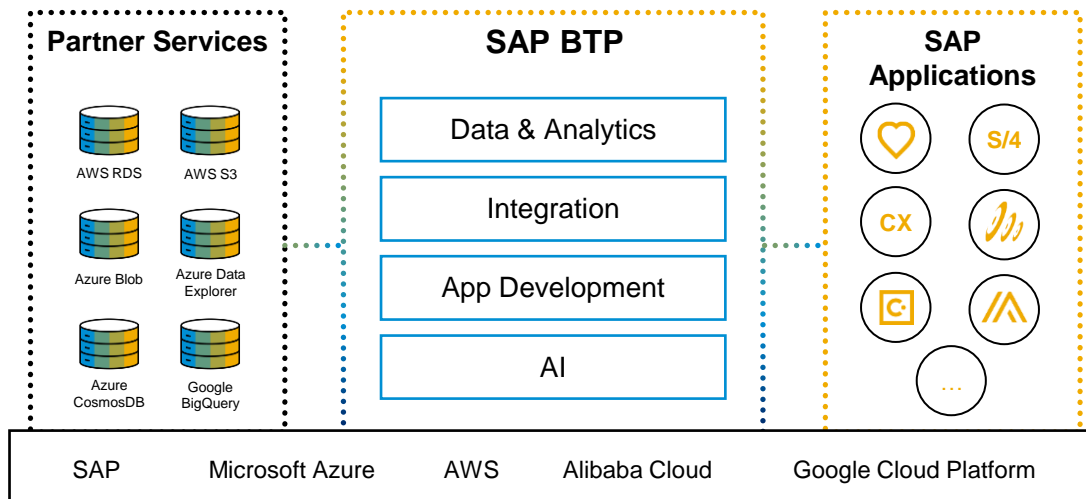 Partner Services
AWS RDS
AWS S3
Azure Blob
Azure Data
Explorer
Azure
CosmosDB
Google
BigQuery
SAP BTP
Data & Analytics
Integration
App Development
AI
SAP
Applications
S/4
CX
C
...
SAP
Microsoft Azure
AWS
Alibaba Cloud
Google Cloud Platform